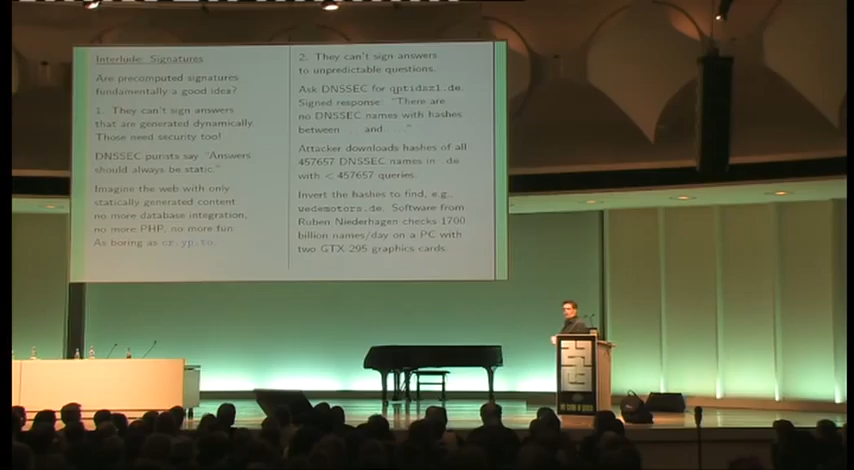 Interlude: Signatures
Are precomputed signatures
fundamentally a good idea?
1. They can't sign answers
that are generated dynamically.
Those need security too!
DNSSEC purists say "Answers
should always be static."
Imagine the web with only
statically generated content:
no more database integration,
no more PHP, no more fun.
As boring as cr.yp.to.
2. They can't sign answers
to unpredictable questions.
Ask DNSSEC for qptidaz1.de.
Signed response: "There are
no DNSSEC names with hashes
between ... and ..."
Attacker downloads hashes of all
457657 DNSSEC names in .de
with < 457657 queries.
Invert the hashes to find, e.g.,
wedemotors.de. Software from
Ruben Niederhagen checks 1700
billion names/day on a PC with
two GTX 295 graphics cards.